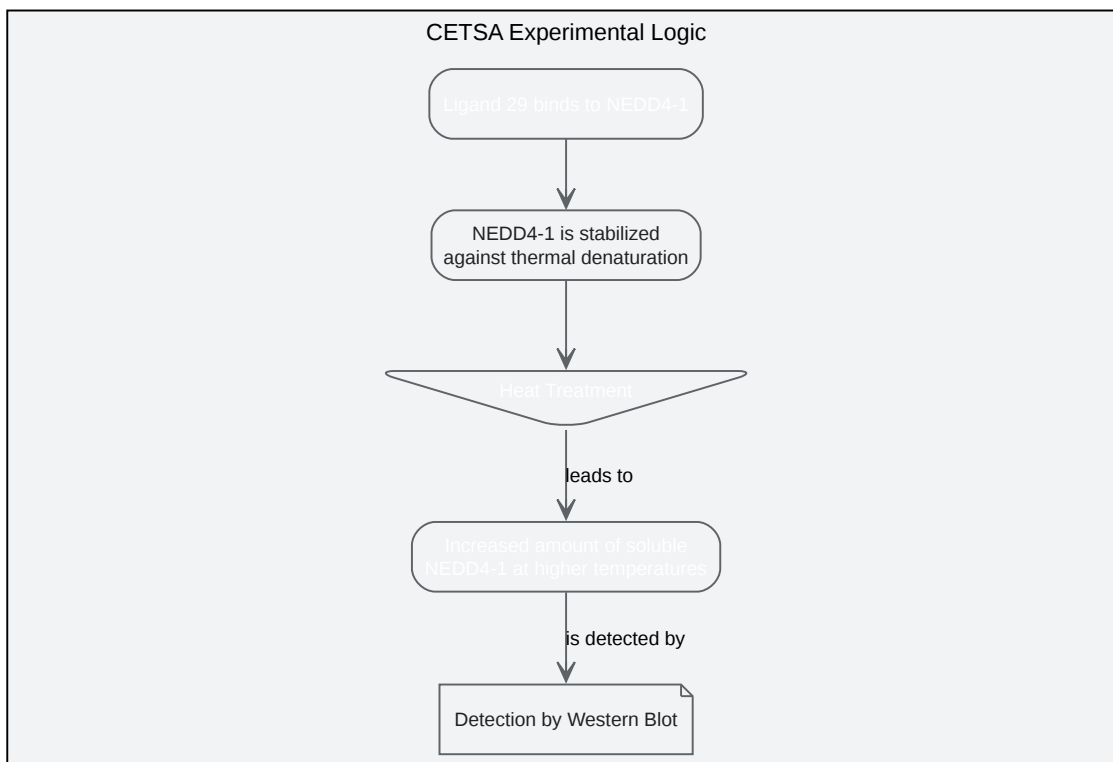 CETSA Experimental Logic
Ligand 29 binds to NEDD4-1
NEDD4-1 is stabilized
against thermal denaturation
Heat Treatment
leads to
Increased amount of soluble
NEDD4-1 at higher temperatures
is detected by
Detection by Western Blot